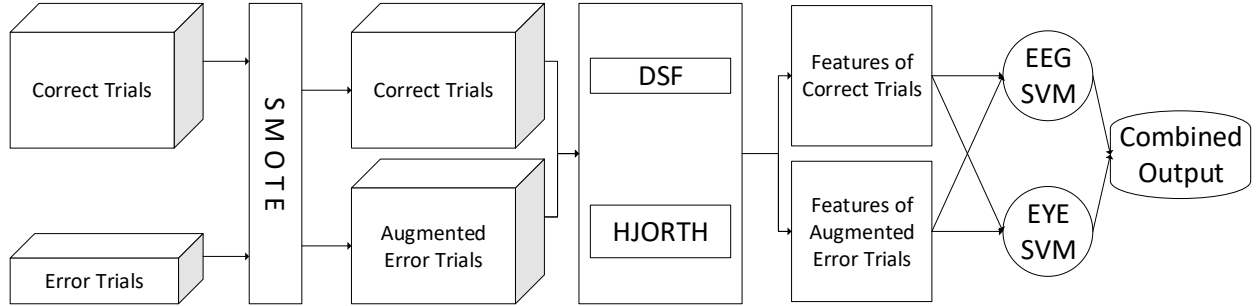 Correct Trials
Error Trials
SMOTE
Correct Trials
Augmented
Error Trials
DSF
HJORTH
Features of
Correct Trials
Features of
Augmented
Error Trials
EEG
SVM
EYE
SVM
Combined
Output